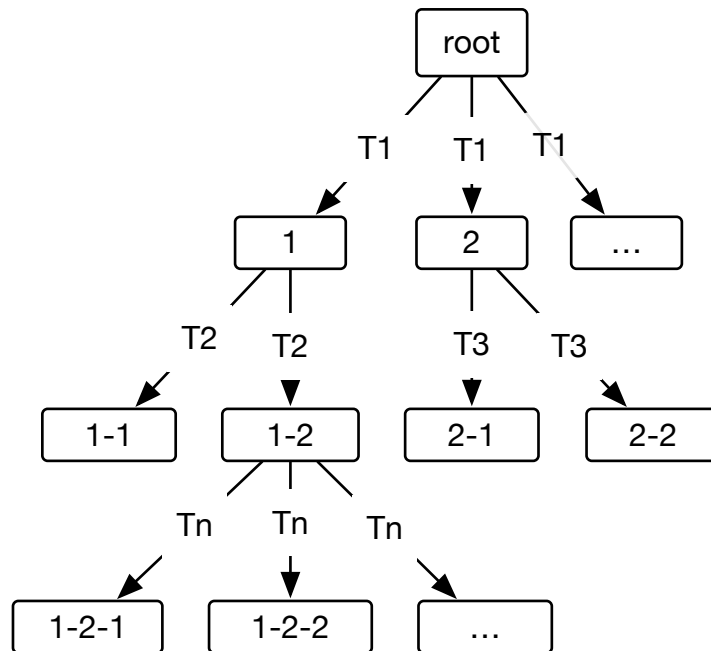 root
T1 T1 T1
1 2 ...
T2 T2 T3 T3
1-1 1-2 2-1 2-2
Tn Tn Tn
1-2-1 1-2-2 ...